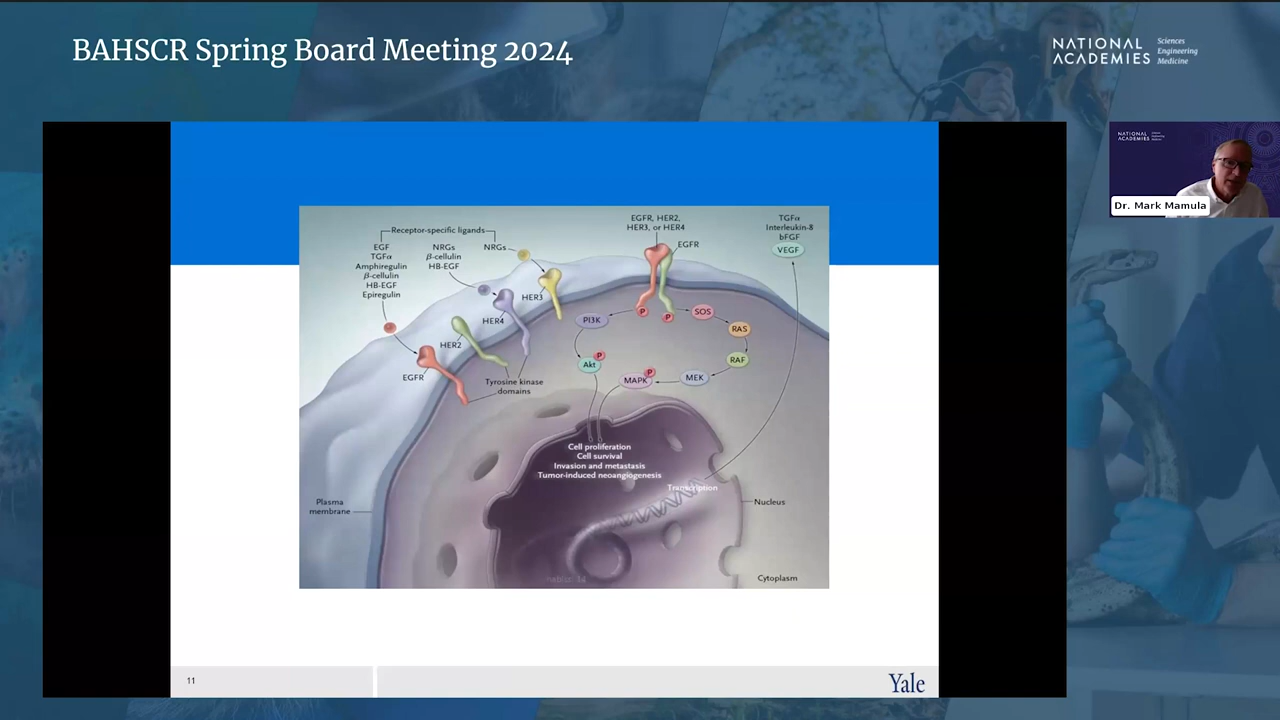 BAHSCR Spring Board Meeting 2024
NATIONAL
ACADEMIES
Sciences
Engineering
Medicine
NATIONAL
ACADEMIES
Dr. Mark Mamula
Receptor-specific ligands
EGF
TGFα
Amphiregulin
β-cellulin
HB-EGF
Epiregulin
NRGs
β-cellulin
HB-EGF
NRGs
EGFR, HER2,
HER3, or HER4
EGFR
TGFα
Interleukin-8
bFGF
VEGF
HER3
HER4
HER2
EGFR
Tyrosine kinase
domains
PI3K
P
P
SOS
RAS
RAF
MEK
P
MAPK
P
Akt
Cell proliferation
Cell survival
Invasion and metastasis
Tumor-induced neoangiogenesis
Transcription
Plasma
membrane
Nucleus
Cytoplasm
11
Yale